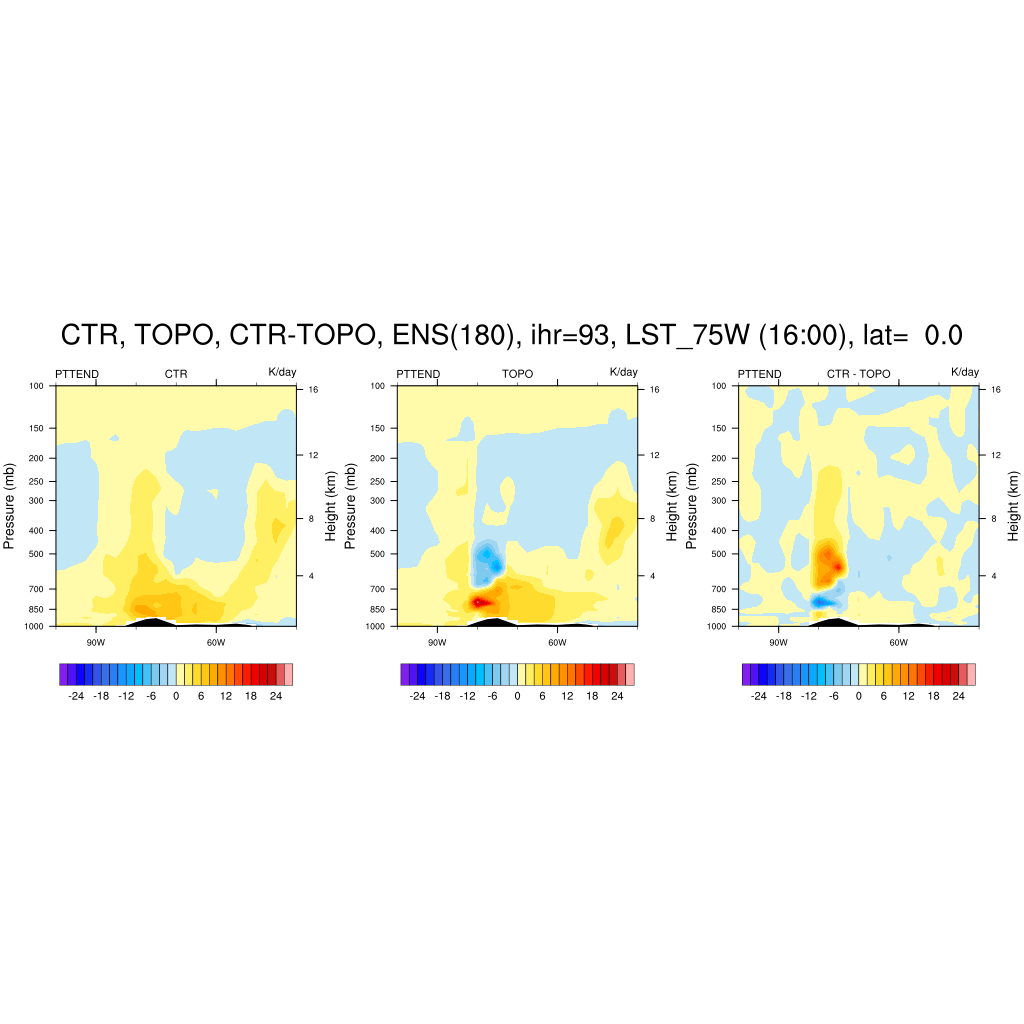 CTR, TOPO, CTR-TOPO, ENS(180), ihr=93, LST_75W (16:00), lat= 0.0
PTTEND CTR K/day
100
150
200
250
300
400
500
700
850
1000
Pressure (mb)
16
12
8
4
Height (km)
90W 60W
-24 -18 -12 -6 0 6 12 18 24
PTTEND TOPO K/day
100
150
200
250
300
400
500
700
850
1000
Pressure (mb)
16
12
8
4
Height (km)
90W 60W
-24 -18 -12 -6 0 6 12 18 24
PTTEND CTR - TOPO K/day
100
150
200
250
300
400
500
700
850
1000
Pressure (mb)
16
12
8
4
Height (km)
90W 60W
-24 -18 -12 -6 0 6 12 18 24